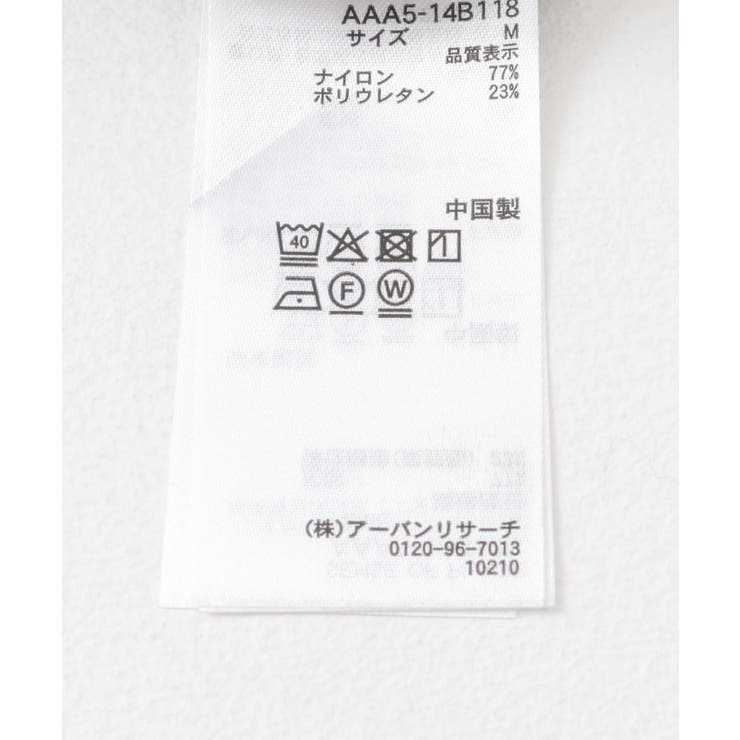 AAA5-14B118
サイズ M
品質表示
ナイロン 77%
ポリウレタン 23%
中国製
40
F W
(株)アーバンリサーチ
0120-96-7013
10210